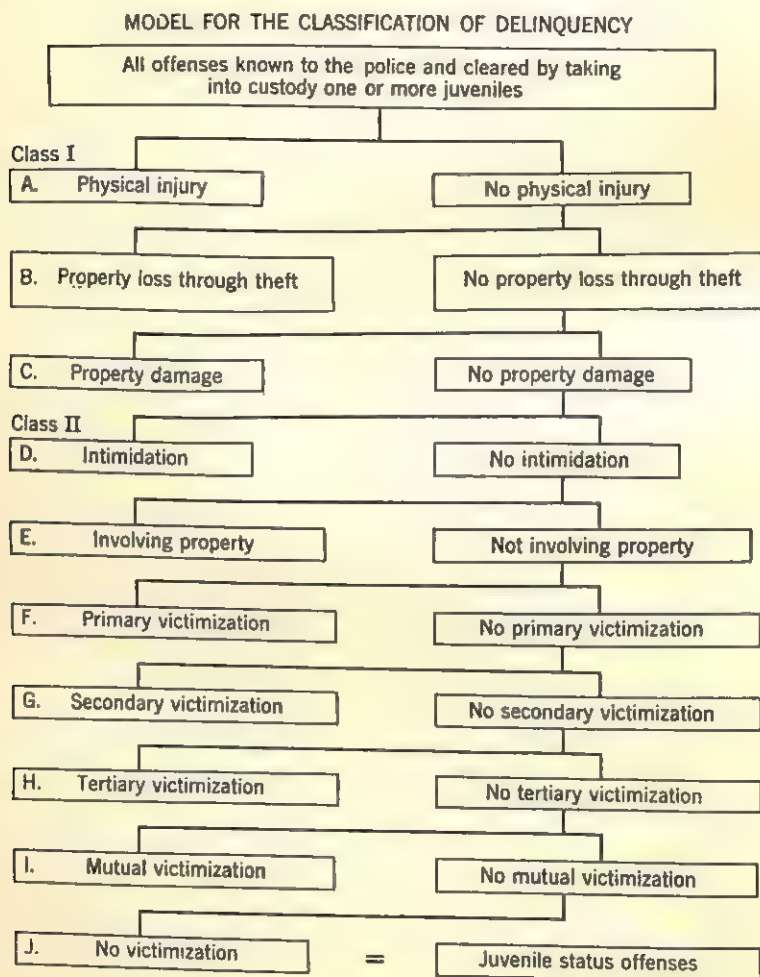 MODEL FOR THE CLASSIFICATION OF DELINQUENCY
All offenses known to the police and cleared by taking
into custody one or more juveniles
Class I
A. Physical injury
No physical injury
B. Property loss through theft
No property loss through theft
C. Property damage
No property damage
Class II
D. Intimidation
No intimidation
E. Involving property
Not involving property
F. Primary victimization
No primary victimization
G. Secondary victimization
No secondary victimization
H. Tertiary victimization
No tertiary victimization
I. Mutual victimization
No mutual victimization
J. No victimization
=
Juvenile status offenses